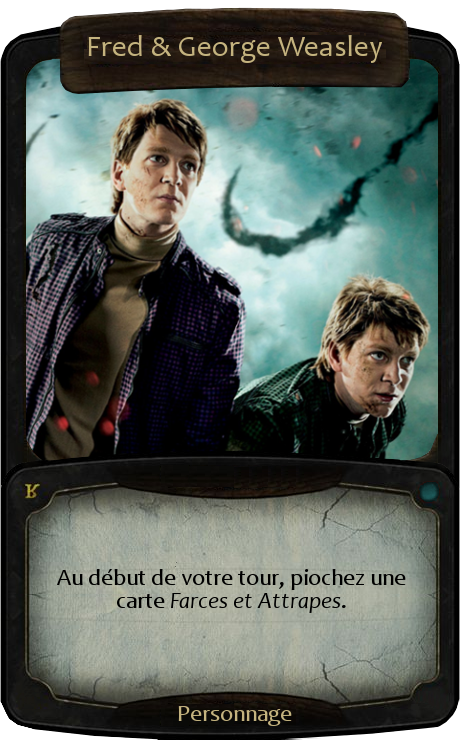 Fred & George Weasley
Au début de votre tour, piochez une
carte Farces et Attrapes.
Personnage